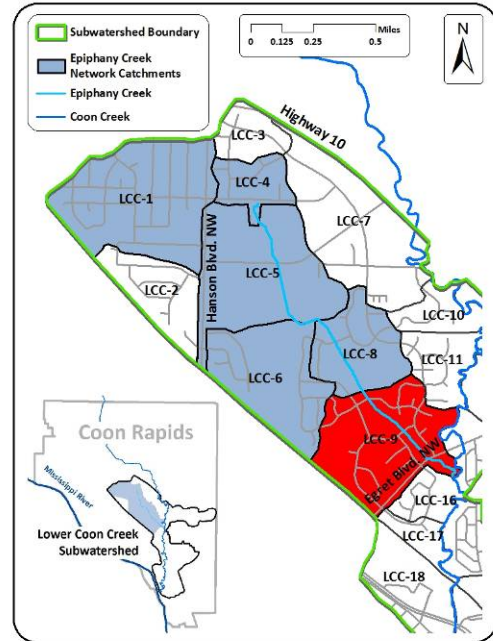 Subwatershed Boundary
Epiphany Creek
Network Catchments
Epiphany Creek
Coon Creek
Miles
0 0.125 0.25 0.5
N
Highway 10
LCC-3
LCC-4
LCC-1
LCC-7
Hanson Blvd. NW
LCC-5
LCC-2
LCC-10
LCC-8
LCC-11
LCC-6
LCC-9
Egret Blvd. NW
LCC-16
LCC-17
LCC-18
Coon Rapids
Mississippi River
Lower Coon Creek
Subwatershed